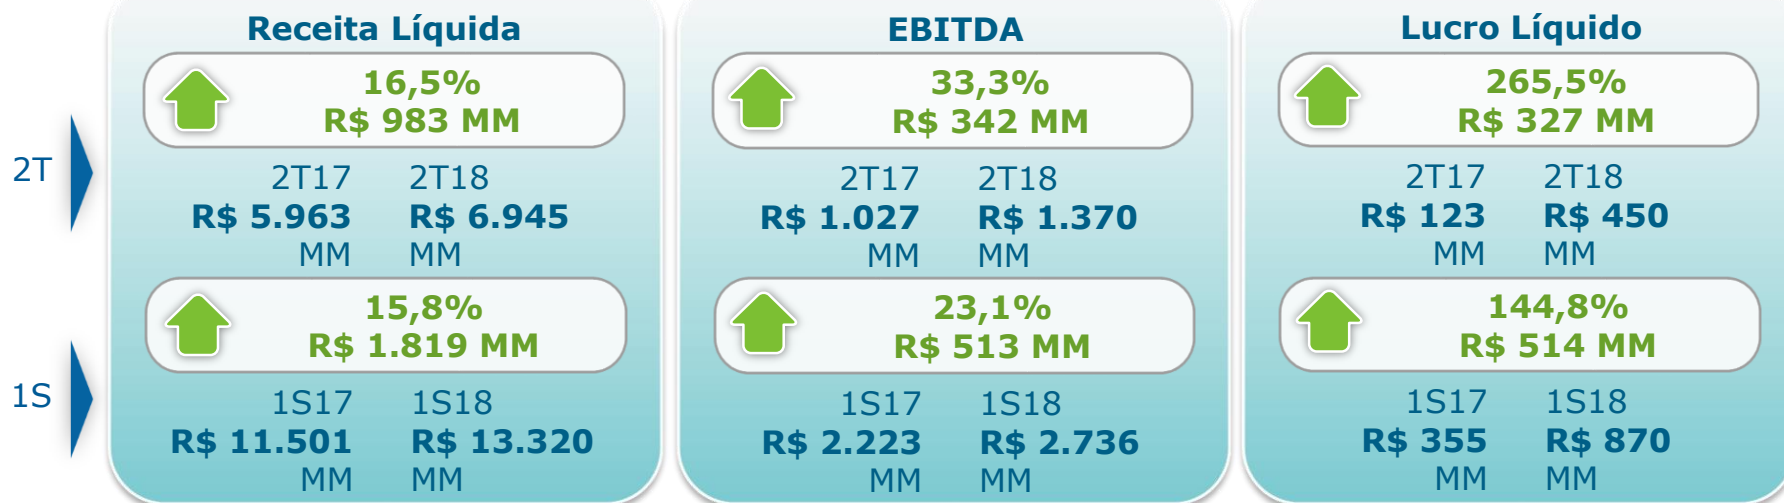 Receita Líquida
16,5%
R$ 983 MM
2T
2T17 2T18
R$ 5.963 R$ 6.945
MM MM
15,8%
R$ 1.819 MM
1S
1S17 1S18
R$ 11.501 R$ 13.320
MM MM
EBITDA
33,3%
R$ 342 MM
2T17 2T18
R$ 1.027 R$ 1.370
MM MM
23,1%
R$ 513 MM
1S17 1S18
R$ 2.223 R$ 2.736
MM MM
Lucro Líquido
265,5%
R$ 327 MM
2T17 2T18
R$ 123 R$ 450
MM MM
144,8%
R$ 514 MM
1S17 1S18
R$ 355 R$ 870
MM MM